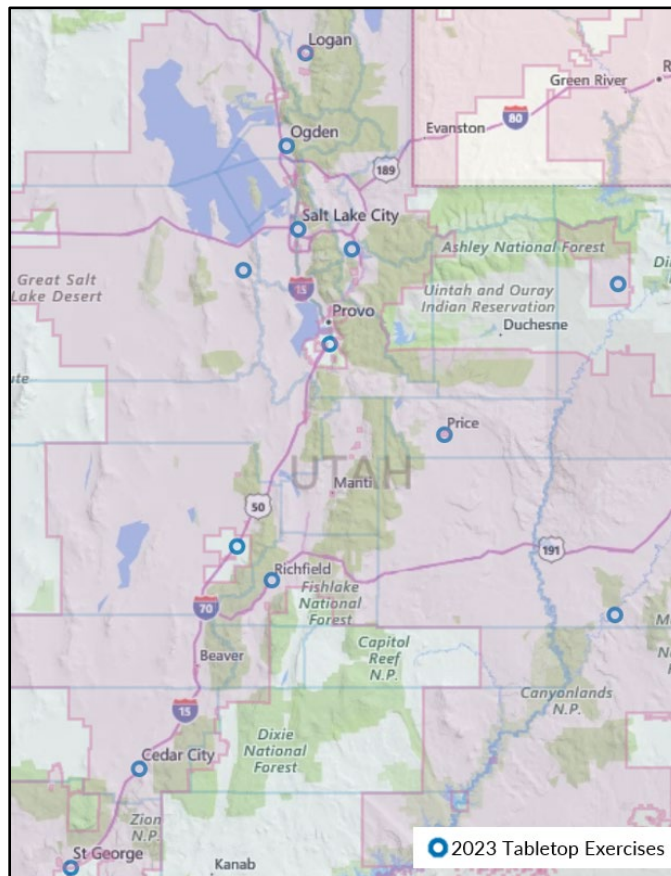 Logan
Green River
R
80
Evanston
Ogden
189
Salt Lake City
Ashley National Forest
Great Salt
Lake Desert
15
Uintah and Ouray
Indian Reservation
Di
Provo
Duchesne
ute
Price
UTAH
Manti
50
191
Richfield
Fishlake
National
Forest
70
Capitol
Reef
N.P.
Beaver
M
N
Canyonlands
N.P.
15
Dixie
National
Forest
Cedar City
Zion
N.P.
St George
Kanab
2023 Tabletop Exercises